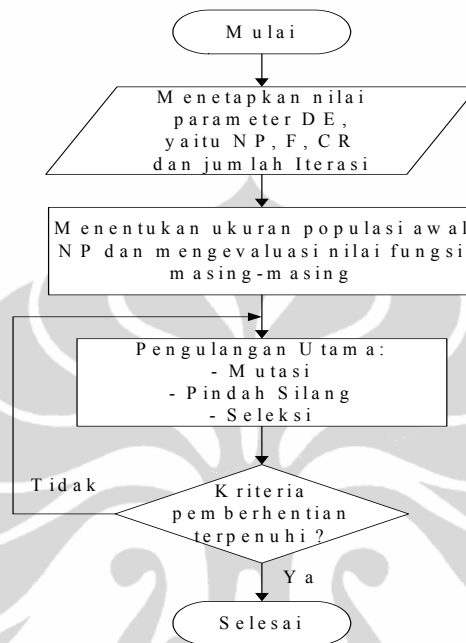 Mulai
Menetapkan nilai
parameter DE,
yaitu NP, F, CR
dan jumlah Iterasi
Menentukan ukuran populasi awal
NP dan mengevaluasi nilai fungsi
masing-masing
Pengulangan Utama:
- Mutasi
- Pindah Silang
- Seleksi
Tidak
Kriteria
pemberhentian
terpenuhi?
Ya
Selesai